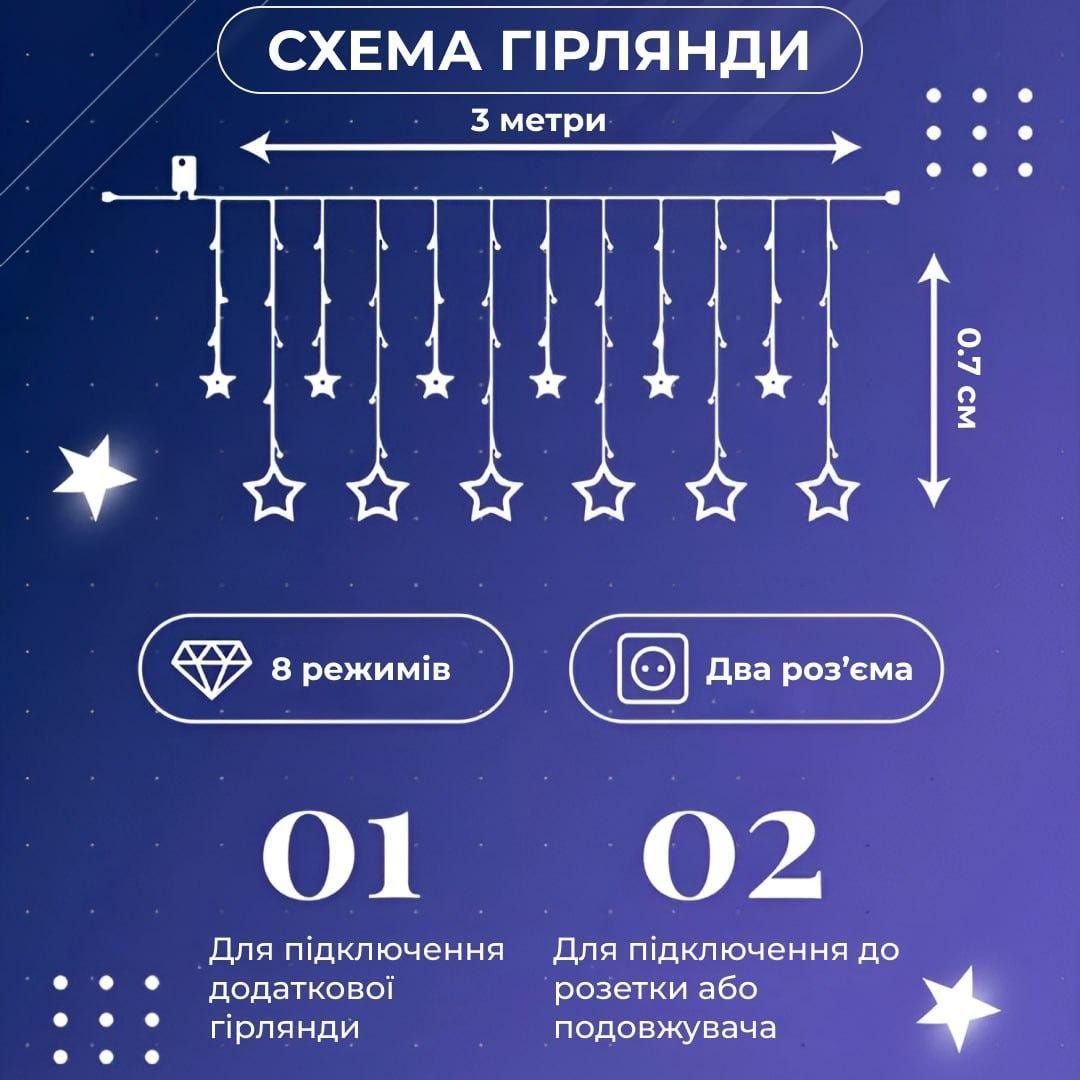 СХЕМА ГІРЛЯНДИ
3 метри
0.7 см
8 режимів
Два роз’єма
01
Для підключення
додаткової
гірлянди
02
Для підключення до
розетки або
подовжувача